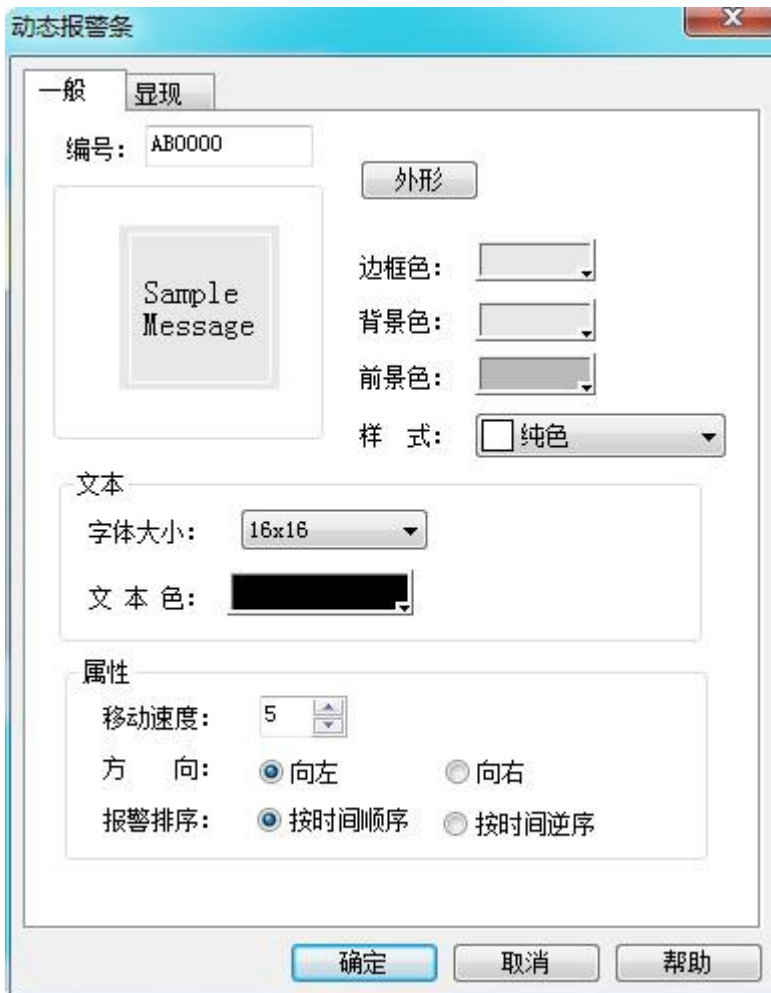 动态报警条
一般 显现
编号: AB0000
外形
Sample
Message
边框色:
背景色:
前景色:
样 式: 纯色
文本
字体大小: 16x16
文 本 色:
属性
移动速度: 5
方 向: 向左 向右
报警排序: 按时间顺序 按时间逆序
确定 取消 帮助